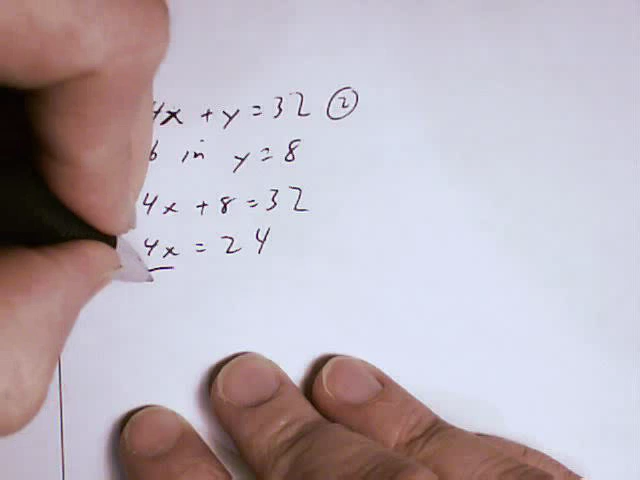 4x + y = 32 ②
b in y = 8
4x + 8 = 32
4x = 24